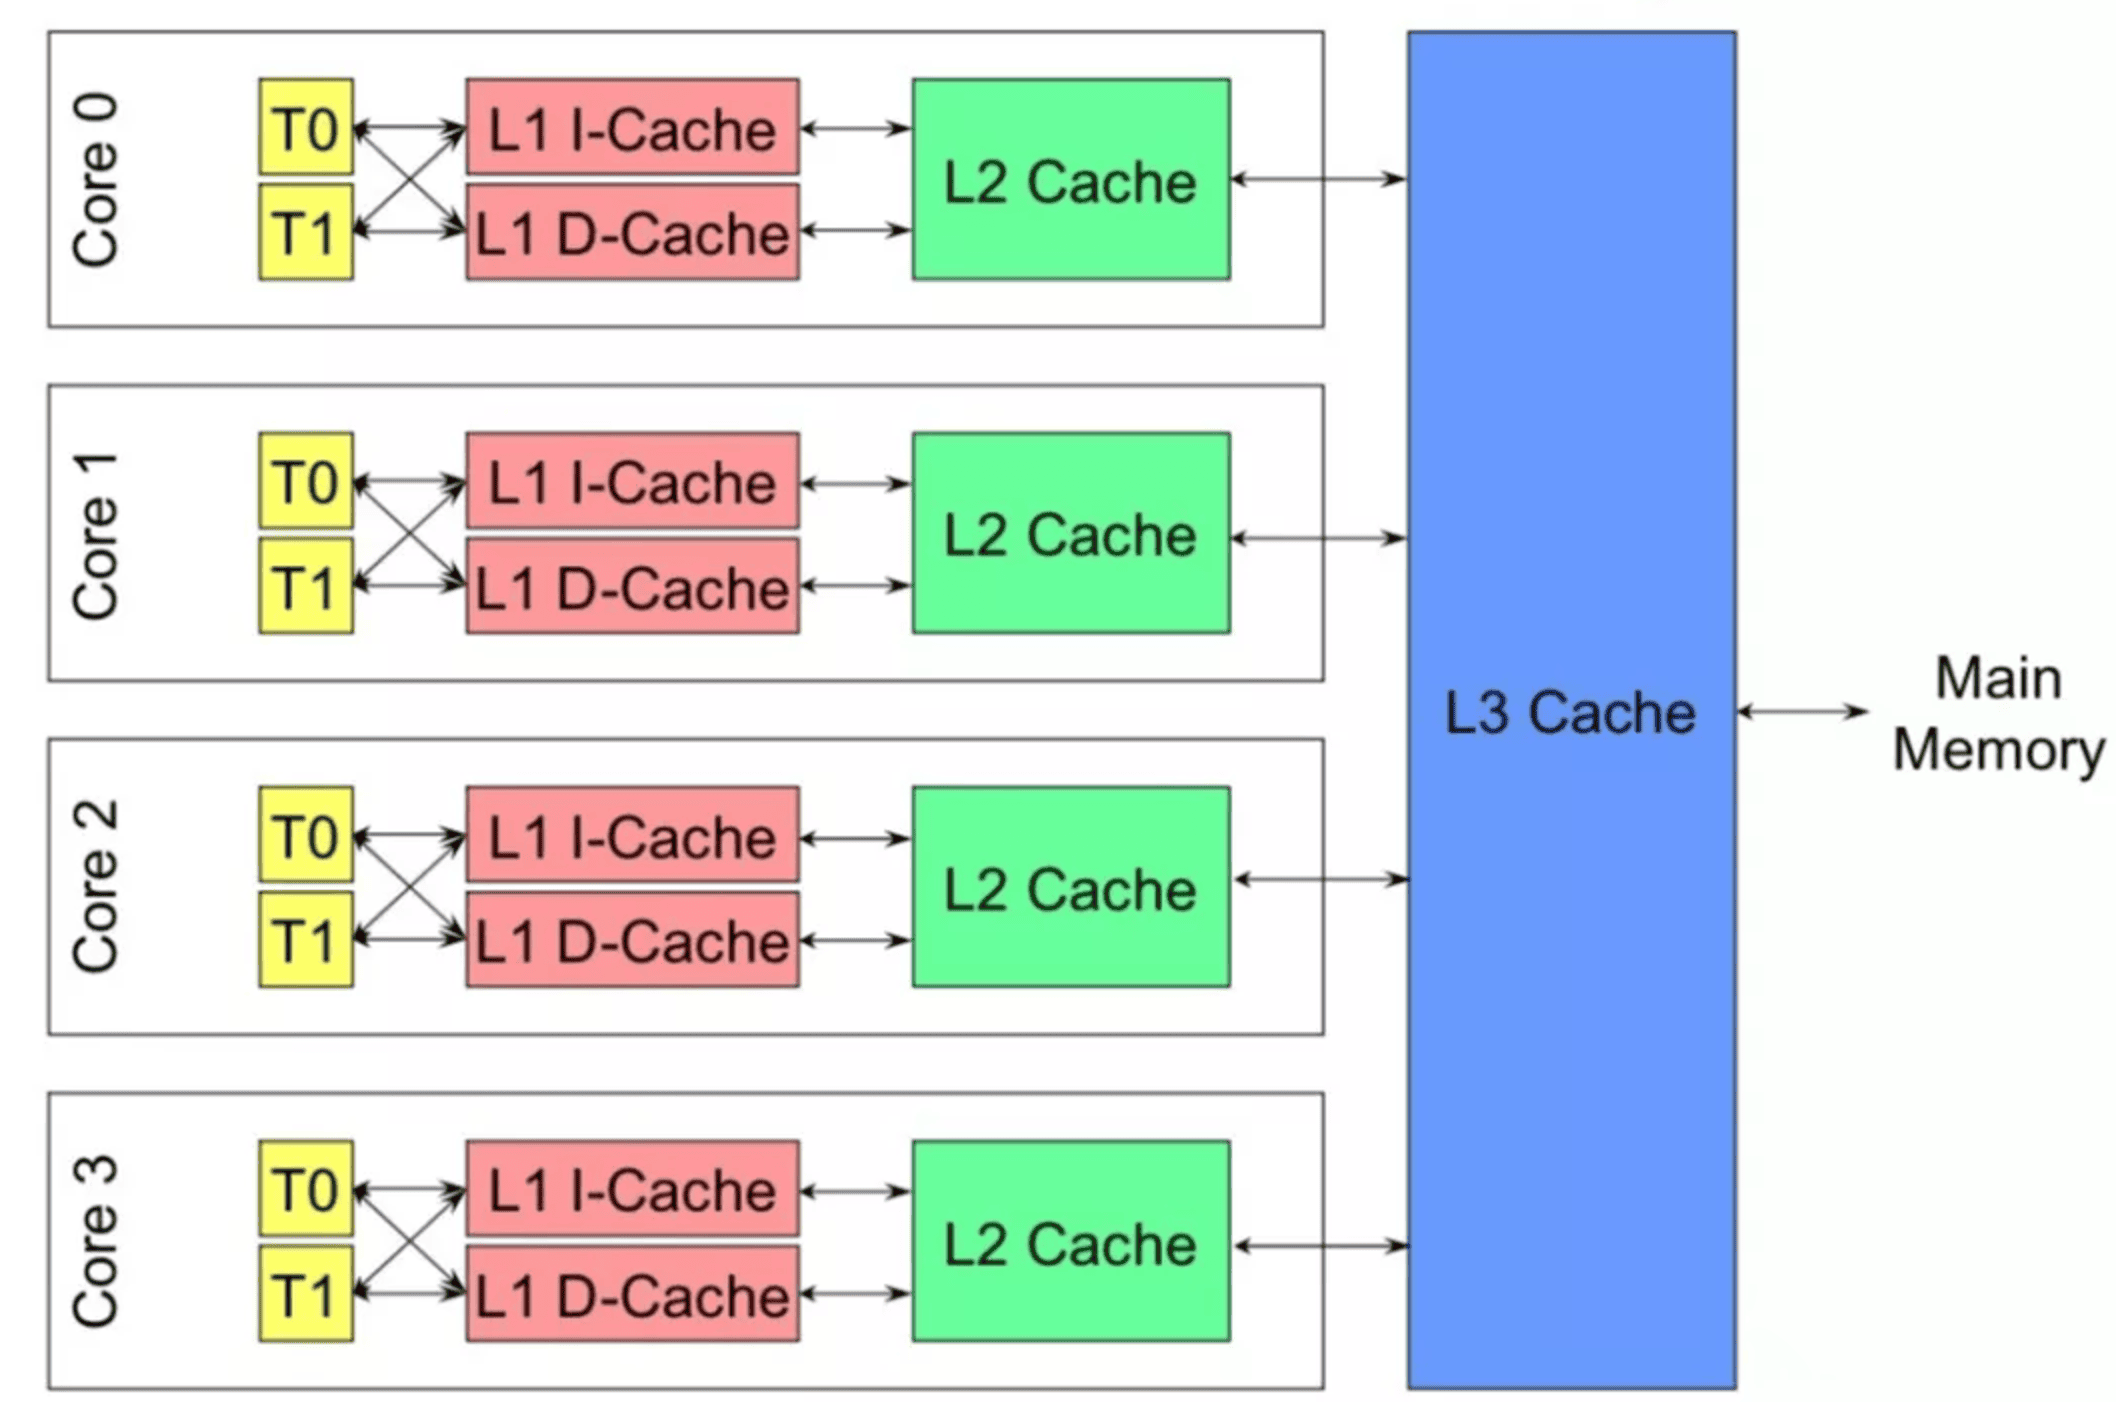 Core 0
T0
L1 I-Cache
T1
L1 D-Cache
L2 Cache
Core 1
T0
L1 I-Cache
T1
L1 D-Cache
L2 Cache
Core 2
T0
L1 I-Cache
T1
L1 D-Cache
L2 Cache
Core 3
T0
L1 I-Cache
T1
L1 D-Cache
L2 Cache
L3 Cache
Main
Memory